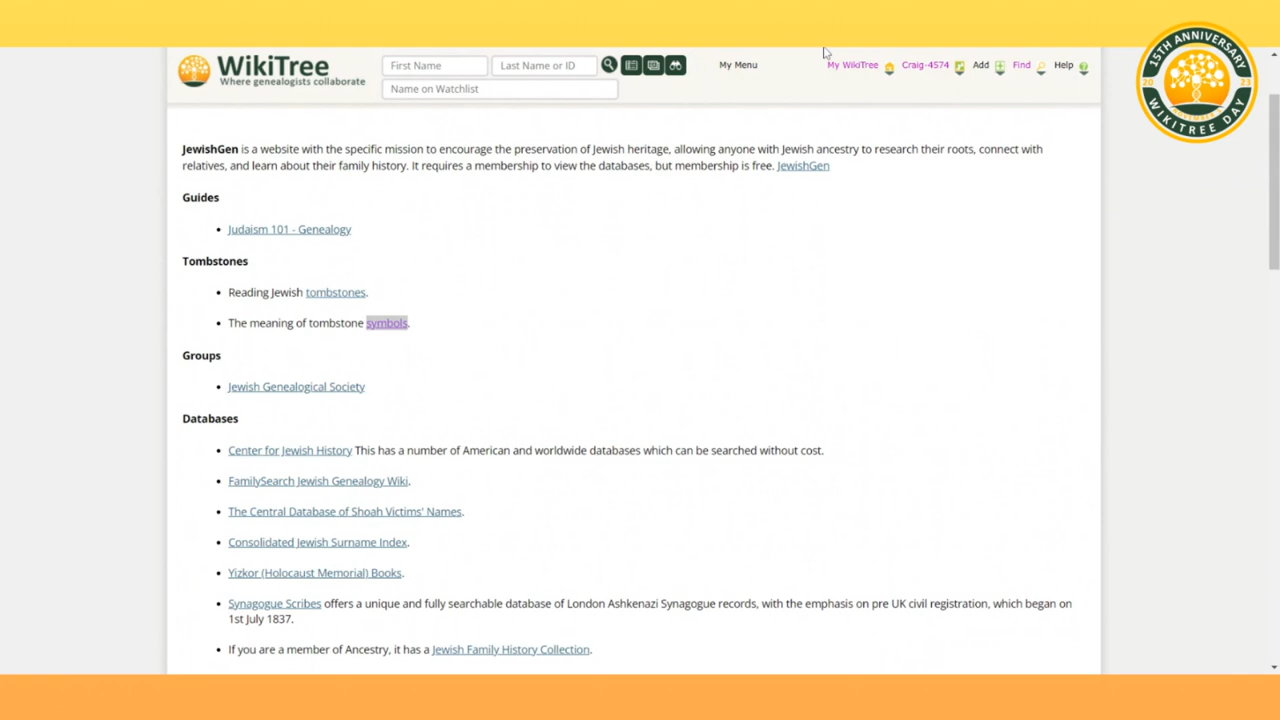 WikiTree
Where genealogists collaborate
First Name
Last Name or ID
Name on Watchlist
My Menu
My WikiTree
Craig-4574
Add
Find
Help
15TH ANNIVERSARY
20 23
WIKITREE DAY
JewishGen is a website with the specific mission to encourage the preservation of Jewish heritage, allowing anyone with Jewish ancestry to research their roots, connect with
relatives, and learn about their family history. It requires a membership to view the databases, but membership is free. JewishGen
Guides
• Judaism 101 - Genealogy
Tombstones
• Reading Jewish tombstones.
• The meaning of tombstone symbols.
Groups
• Jewish Genealogical Society
Databases
• Center for Jewish History This has a number of American and worldwide databases which can be searched without cost.
• FamilySearch Jewish Genealogy Wiki.
• The Central Database of Shoah Victims' Names.
• Consolidated Jewish Surname Index.
• Yizkor (Holocaust Memorial) Books.
• Synagogue Scribes offers a unique and fully searchable database of London Ashkenazi Synagogue records, with the emphasis on pre UK civil registration, which began on
1st July 1837.
• If you are a member of Ancestry, it has a Jewish Family History Collection.